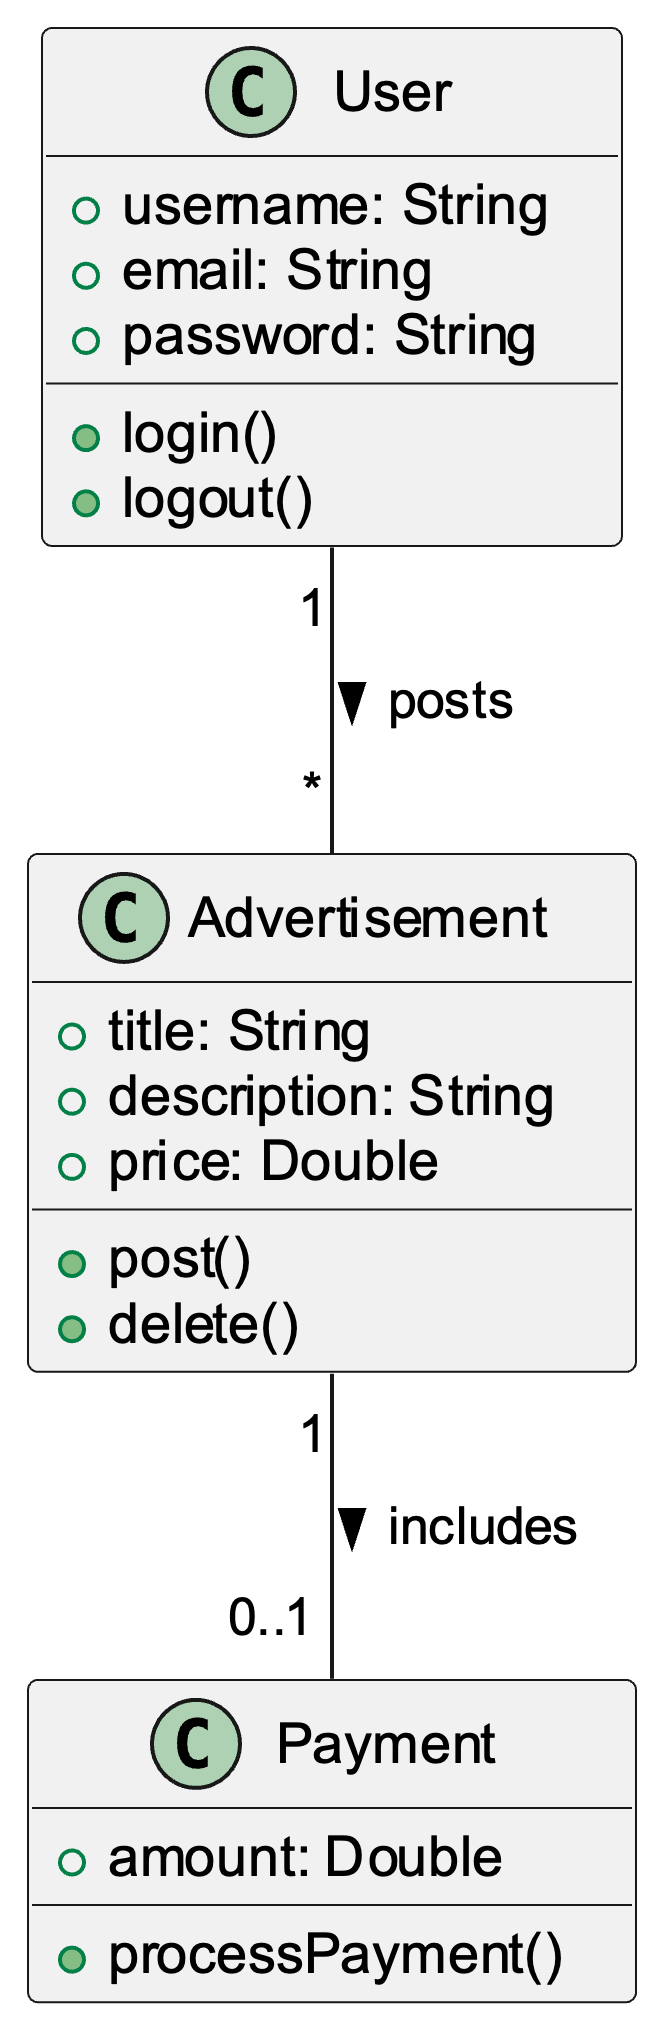 C User
username: String
email: String
password: String
login()
logout()
1
posts
*
C Advertisement
title: String
description: String
price: Double
post()
delete()
1
includes
0..1
C Payment
amount: Double
processPayment()